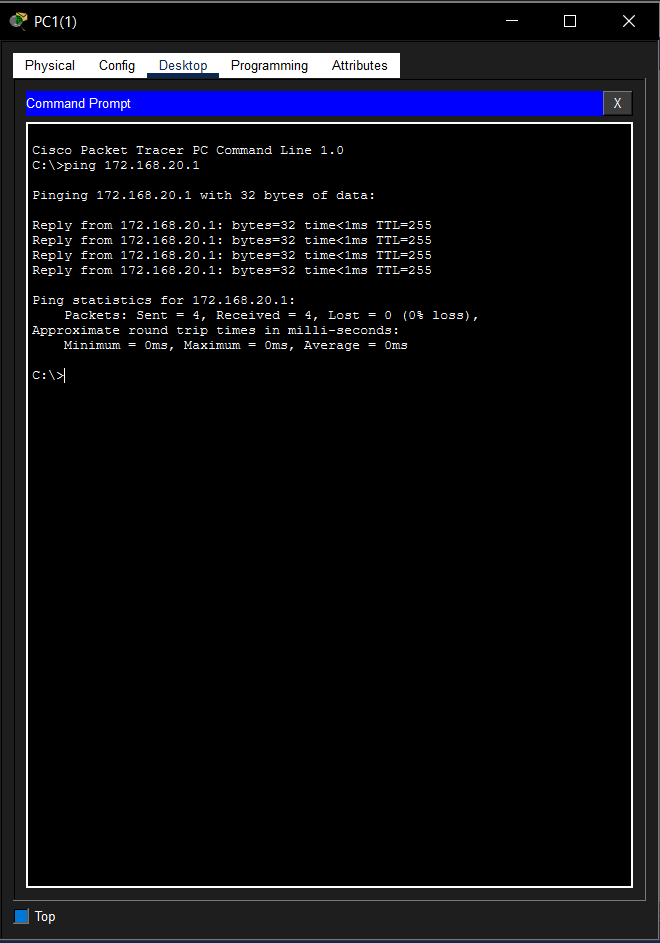 PC1(1)
Physical Config Desktop Programming Attributes
Command Prompt X
Cisco Packet Tracer PC Command Line 1.0
C:\>ping 172.168.20.1
Pinging 172.168.20.1 with 32 bytes of data:
Reply from 172.168.20.1: bytes=32 time<1ms TTL=255
Reply from 172.168.20.1: bytes=32 time<1ms TTL=255
Reply from 172.168.20.1: bytes=32 time<1ms TTL=255
Reply from 172.168.20.1: bytes=32 time<1ms TTL=255
Ping statistics for 172.168.20.1:
Packets: Sent = 4, Received = 4, Lost = 0 (0% loss),
Approximate round trip times in milli-seconds:
Minimum = 0ms, Maximum = 0ms, Average = 0ms
C:\>
Top